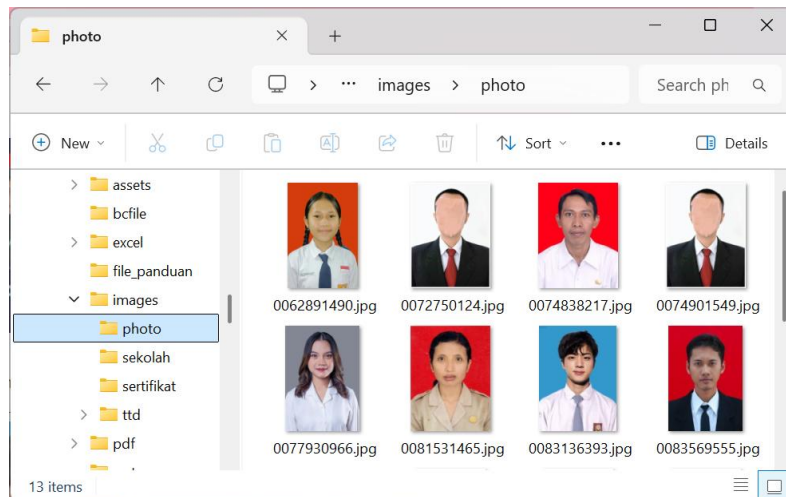 photo
images > photo
Search ph
New
Sort
Details
assets
bcfile
excel
file_panduan
images
photo
sekolah
sertifikat
ttd
pdf
0062891490.jpg 0072750124.jpg 0074838217.jpg 0074901549.jpg
0077930966.jpg 0081531465.jpg 0083136393.jpg 0083569555.jpg
13 items